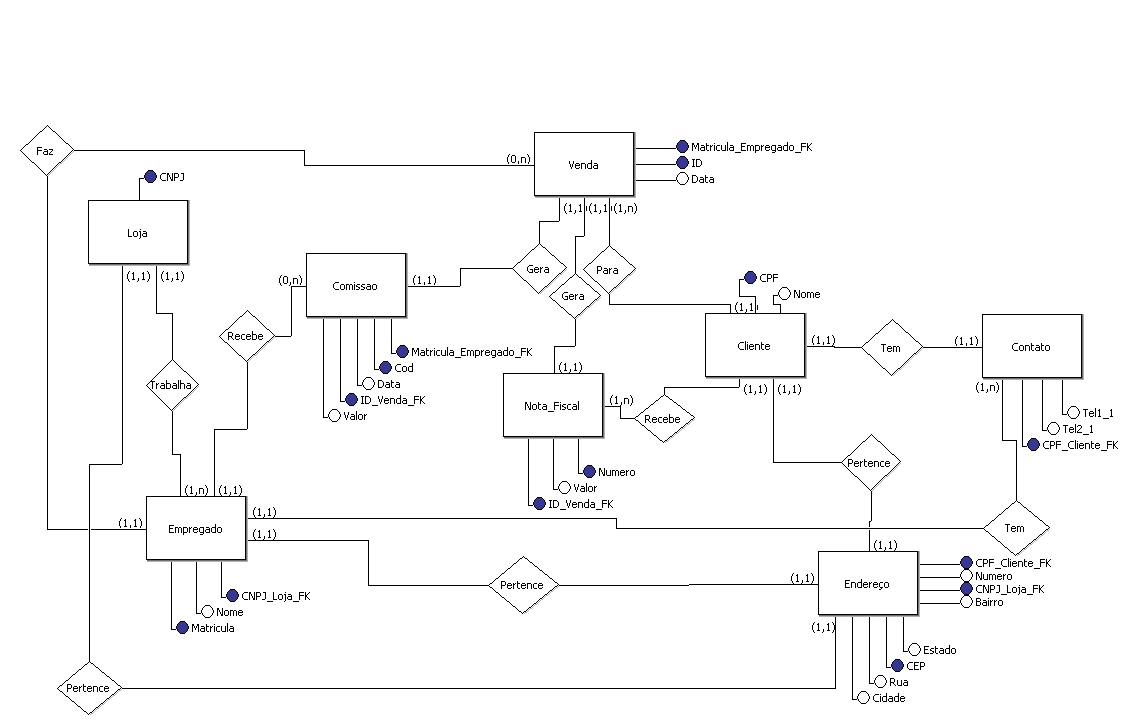 Faz
(0,n)
Venda
Matricula_Empregado_FK
ID
Data
CNPJ
Loja
(1,1)
(1,1)
(1,1
(1,1
(1,n)
Gera
Gera
Para
(0,n)
Comissao
(1,1)
CPF
Nome
(1,1)
Recebe
Cliente
(1,1)
Tem
(1,1)
Contato
Matricula_Empregado_FK
Cod
Data
ID_Venda_FK
Valor
Trabalha
(1,1)
Nota_Fiscal
(1,n)
Recebe
(1,1)
(1,1)
(1,n)
Tel1_1
Tel2_1
CPF_Cliente_FK
Pertence
Numero
Valor
ID_Venda_FK
(1,n)
(1,1)
(1,1)
Empregado
(1,1)
(1,1)
Tem
(1,1)
CNPJ_Loja_FK
Nome
Matricula
Pertence
(1,1)
Endereço
CPF_Cliente_FK
Numero
CNPJ_Loja_FK
Bairro
(1,1)
Estado
CEP
Rua
Cidade
Pertence